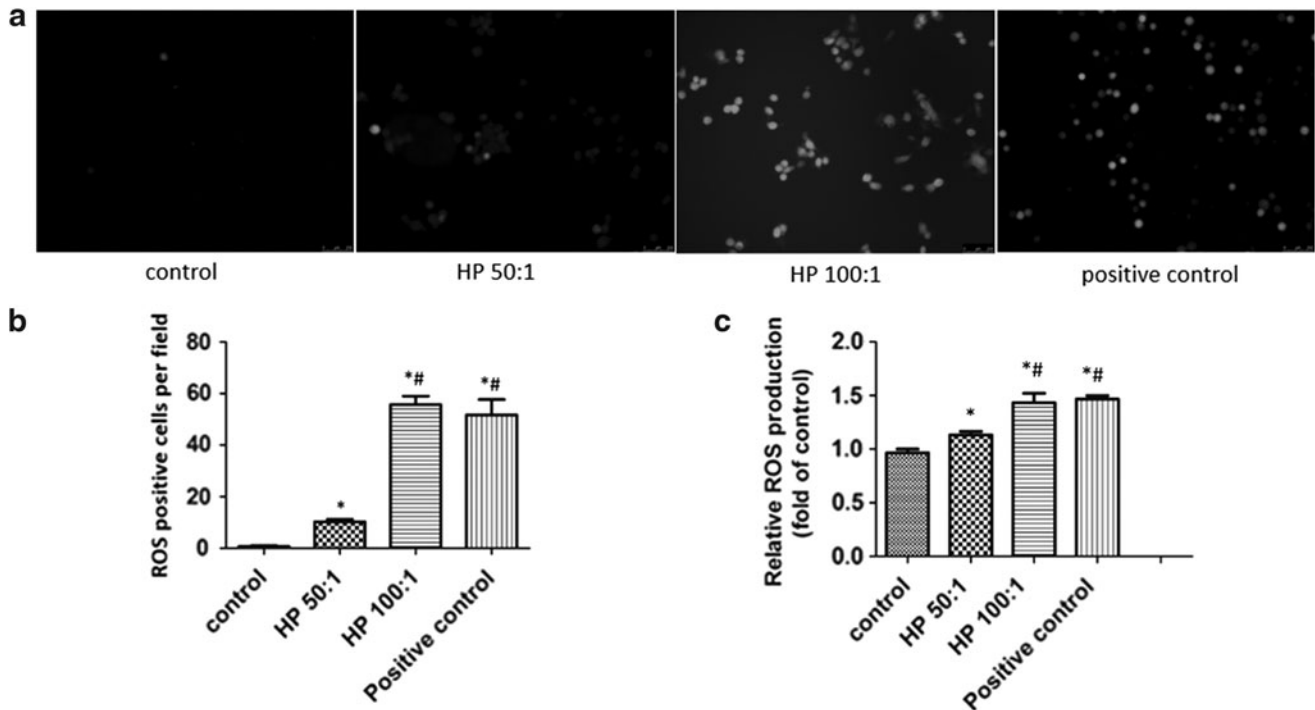 a
control
HP 50:1
HP 100:1
positive control
b
ROS positive cells per field
80
60
40
20
0
*
*#
*#
control
HP 50:1
HP 100:1
Positive control
c
Relative ROS production
(fold of control)
2.0
1.5
1.0
0.5
0.0
*
*#
*#
control
HP 50:1
HP 100:1
Positive control